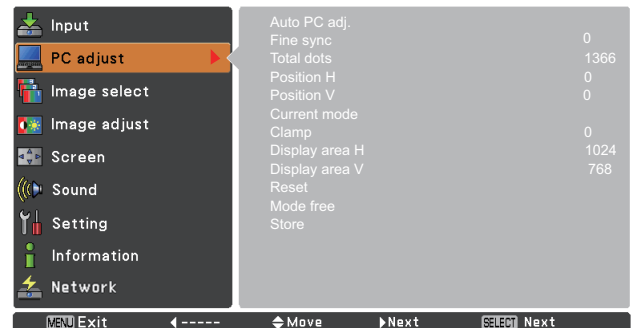 Input
PC adjust
Image select
Image adjust
Screen
Sound
Setting
Information
Network
Auto PC adj.
Fine sync 0
Total dots 1366
Position H 0
Position V 0
Current mode
Clamp 0
Display area H 1024
Display area V 768
Reset
Mode free
Store
MENU Exit ----- Move Next SELECT Next